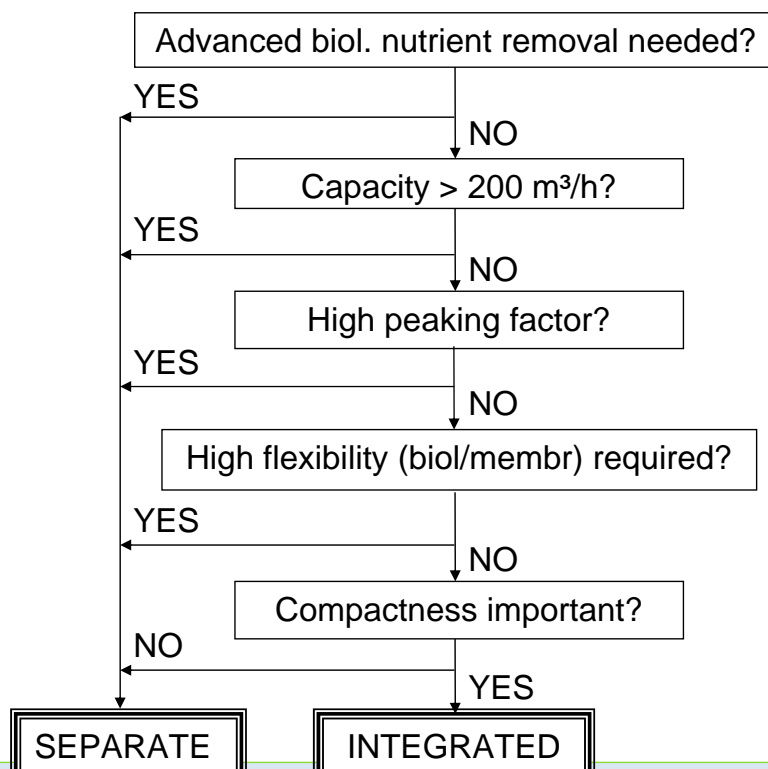 Advanced biol. nutrient removal needed?
YES
NO
Capacity > 200 m³/h?
YES
NO
High peaking factor?
YES
NO
High flexibility (biol/membr) required?
YES
NO
Compactness important?
NO
YES
SEPARATE
INTEGRATED